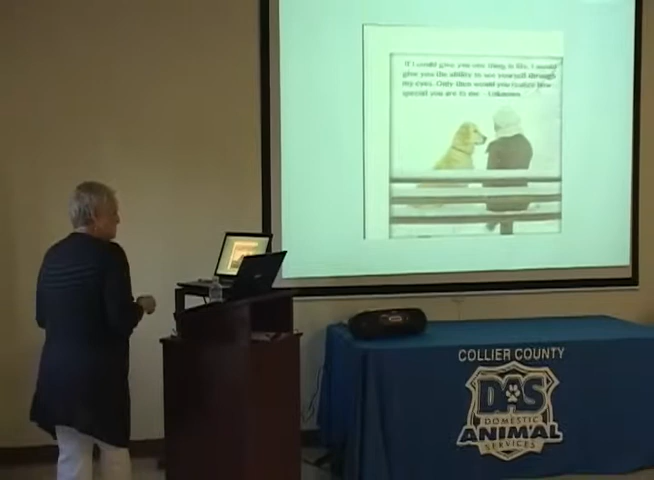 If I could give you one thing in life, I would
give you the ability to see yourself through
my eyes. Only then would you realize how
special you are to me. - Unknown
COLLIER COUNTY
DAS
DOMESTIC
ANIMAL
SERVICES